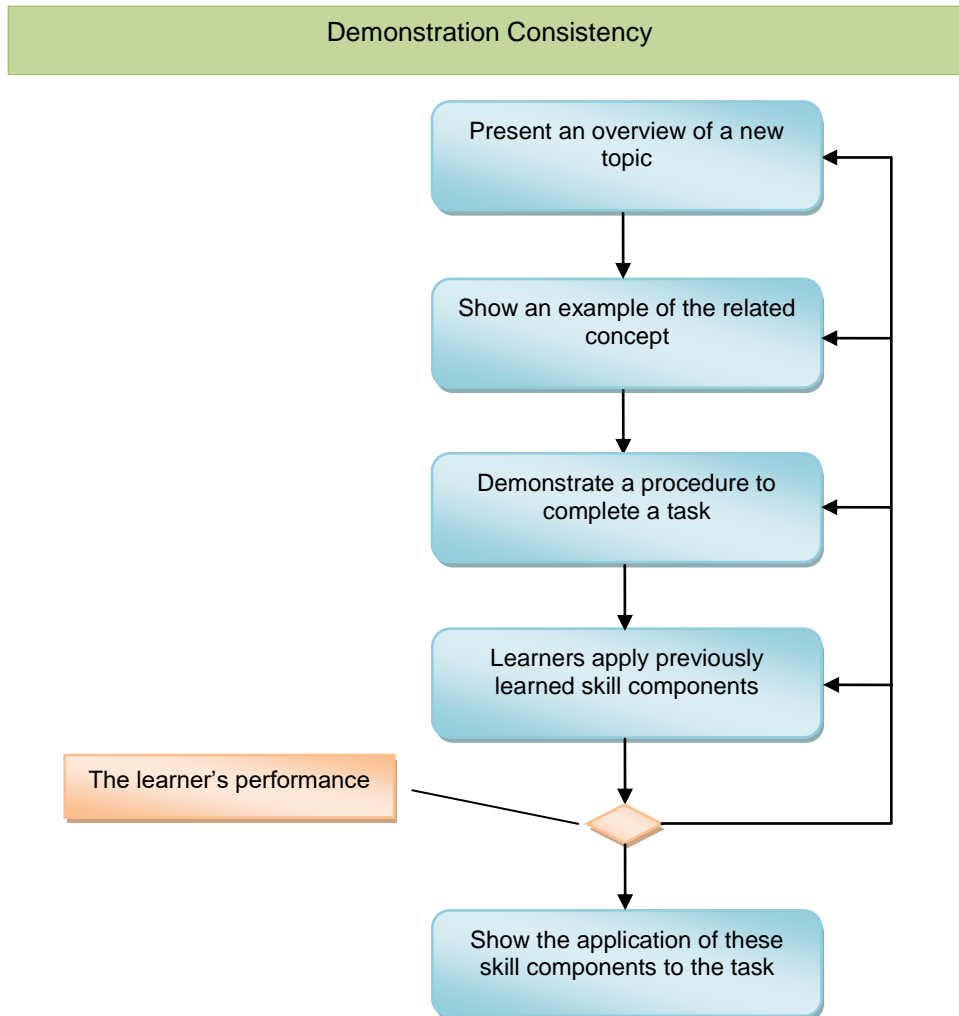 Demonstration Consistency
Present an overview of a new
topic
Show an example of the related
concept
Demonstrate a procedure to
complete a task
Learners apply previously
learned skill components
The learner’s performance
Show the application of these
skill components to the task